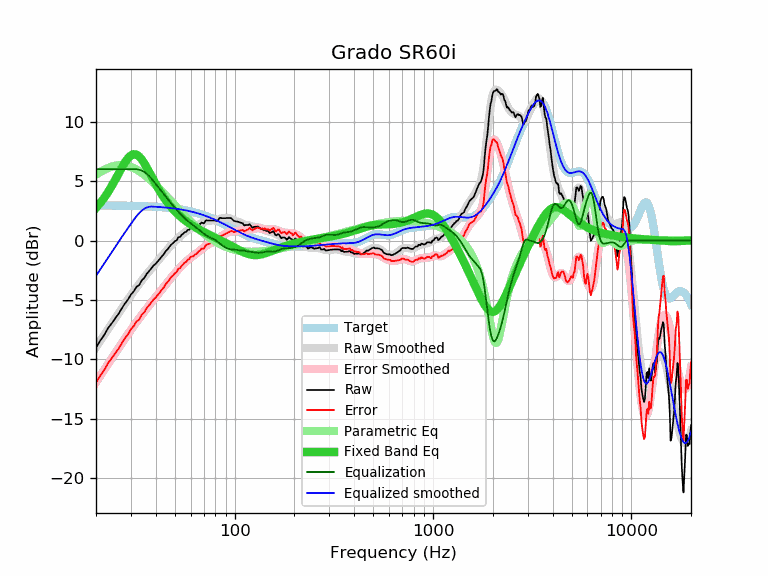 Grado SR60i
Amplitude (dBr)
10
5
0
−5
−10
−15
−20
Target
Raw Smoothed
Error Smoothed
Raw
Error
Parametric Eq
Fixed Band Eq
Equalization
Equalized smoothed
100
1000
10000
Frequency (Hz)